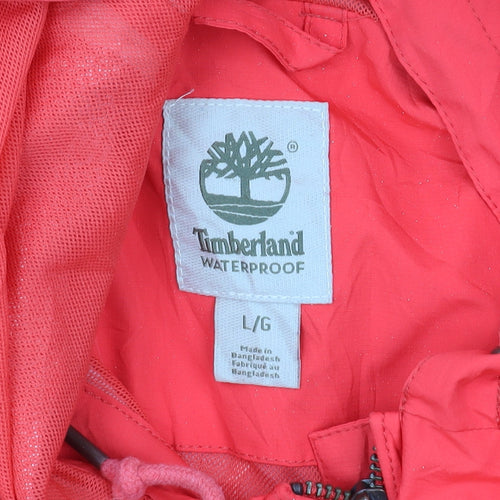 ®
Timberland
WATERPROOF
L/G
Made in
Bangladesh
Fabriqué au
Bangladesh